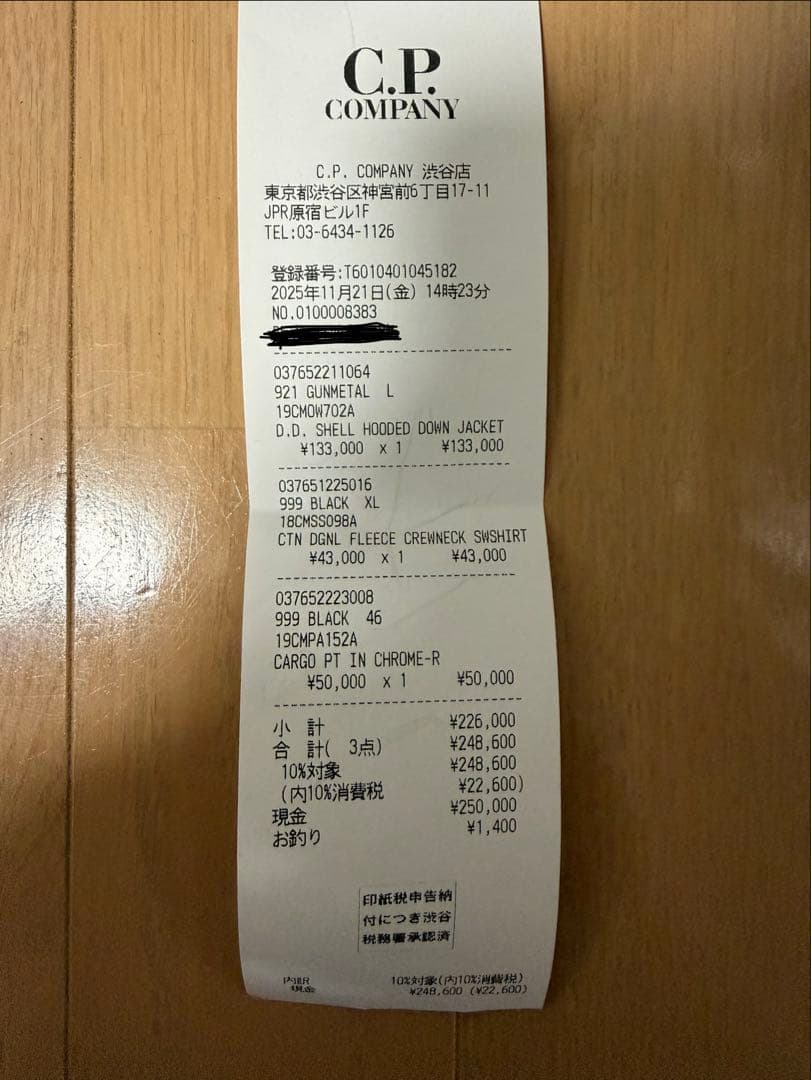 C.P.
COMPANY
C.P. COMPANY 渋谷店
東京都渋谷区神宮前6丁目17-11
JPR原宿ビル1F
TEL:03-6434-1126
登録番号:T6010401045182
2025年11月21日(金) 14時23分
NO.0100008383
037652211064
921 GUNMETAL L
19CMOW702A
D.D. SHELL HOODED DOWN JACKET
¥133,000 x 1 ¥133,000
037651225016
999 BLACK XL
18CMSS098A
CTN DGNL FLEECE CREWNECK SWSHIRT
¥43,000 x 1 ¥43,000
037652223008
999 BLACK 46
19CMPA152A
CARGO PT IN CHROME-R
¥50,000 x 1 ¥50,000
小 計 ¥226,000
合 計( 3点) ¥248,600
10%対象 ¥248,600
(内10%消費税 ¥22,600)
現金 ¥250,000
お釣り ¥1,400
印紙税申告納
付につき渋谷
税務署承認済
内訳 10%対象(内10%消費税)
現金 ¥248,600 (¥22,600)